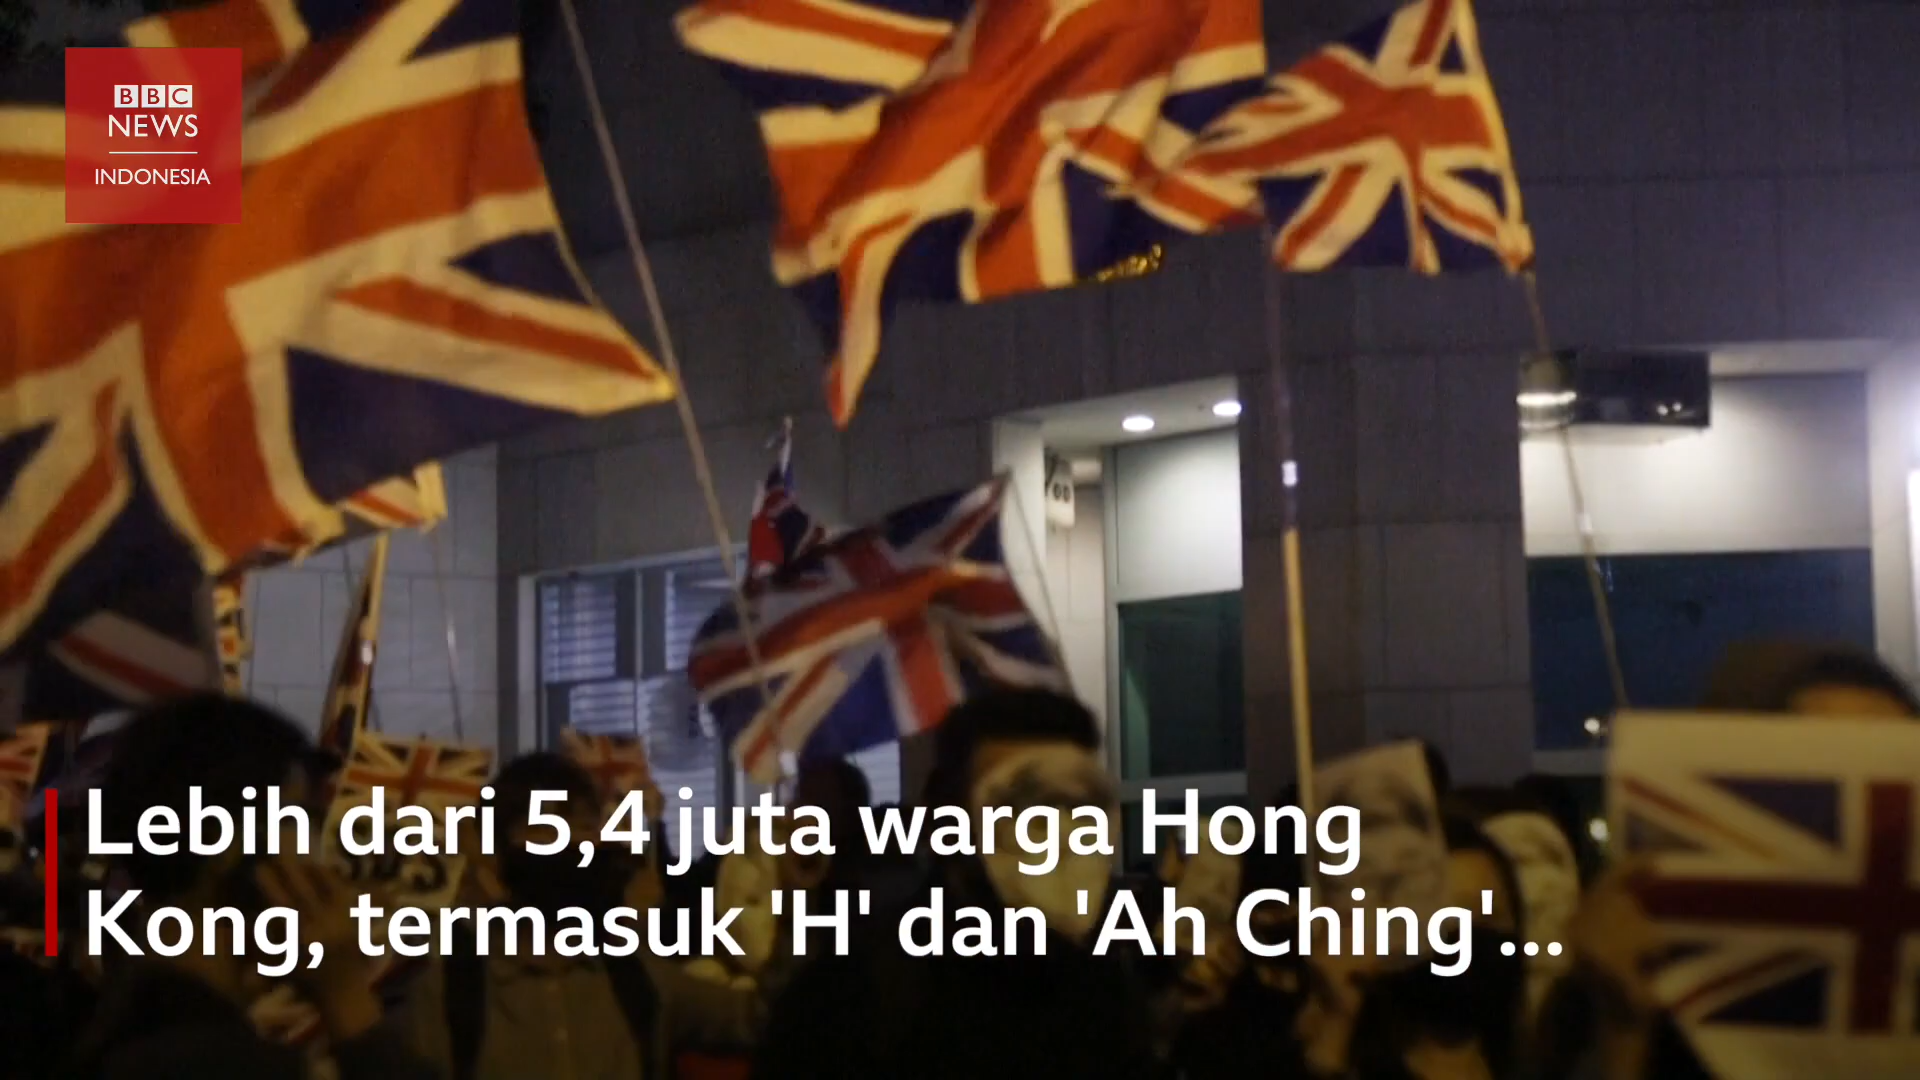 BBC
NEWS
INDONESIA
Lebih dari 5,4 juta warga Hong
Kong, termasuk 'H' dan 'Ah Ching'...